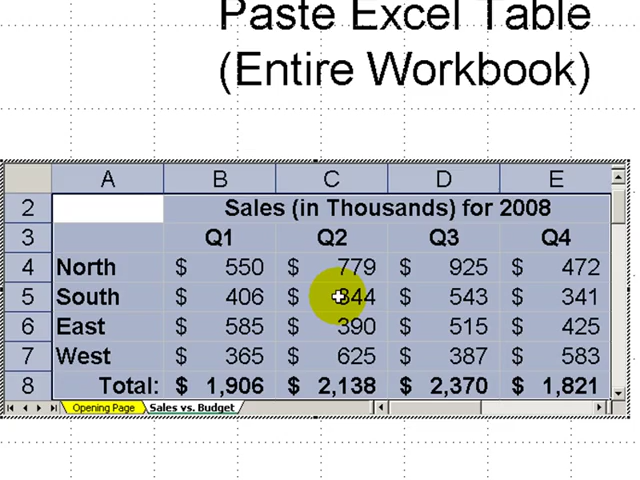 Paste Excel Table
(Entire Workbook)
A B C D E
2 Sales (in Thousands) for 2008
3 Q1 Q2 Q3 Q4
4 North $ 550 $ 779 $ 925 $ 472
5 South $ 406 $ 344 $ 543 $ 341
6 East $ 585 $ 390 $ 515 $ 425
7 West $ 365 $ 625 $ 387 $ 583
8 Total: $ 1,906 $ 2,138 $ 2,370 $ 1,821
Opening Page Sales vs. Budget